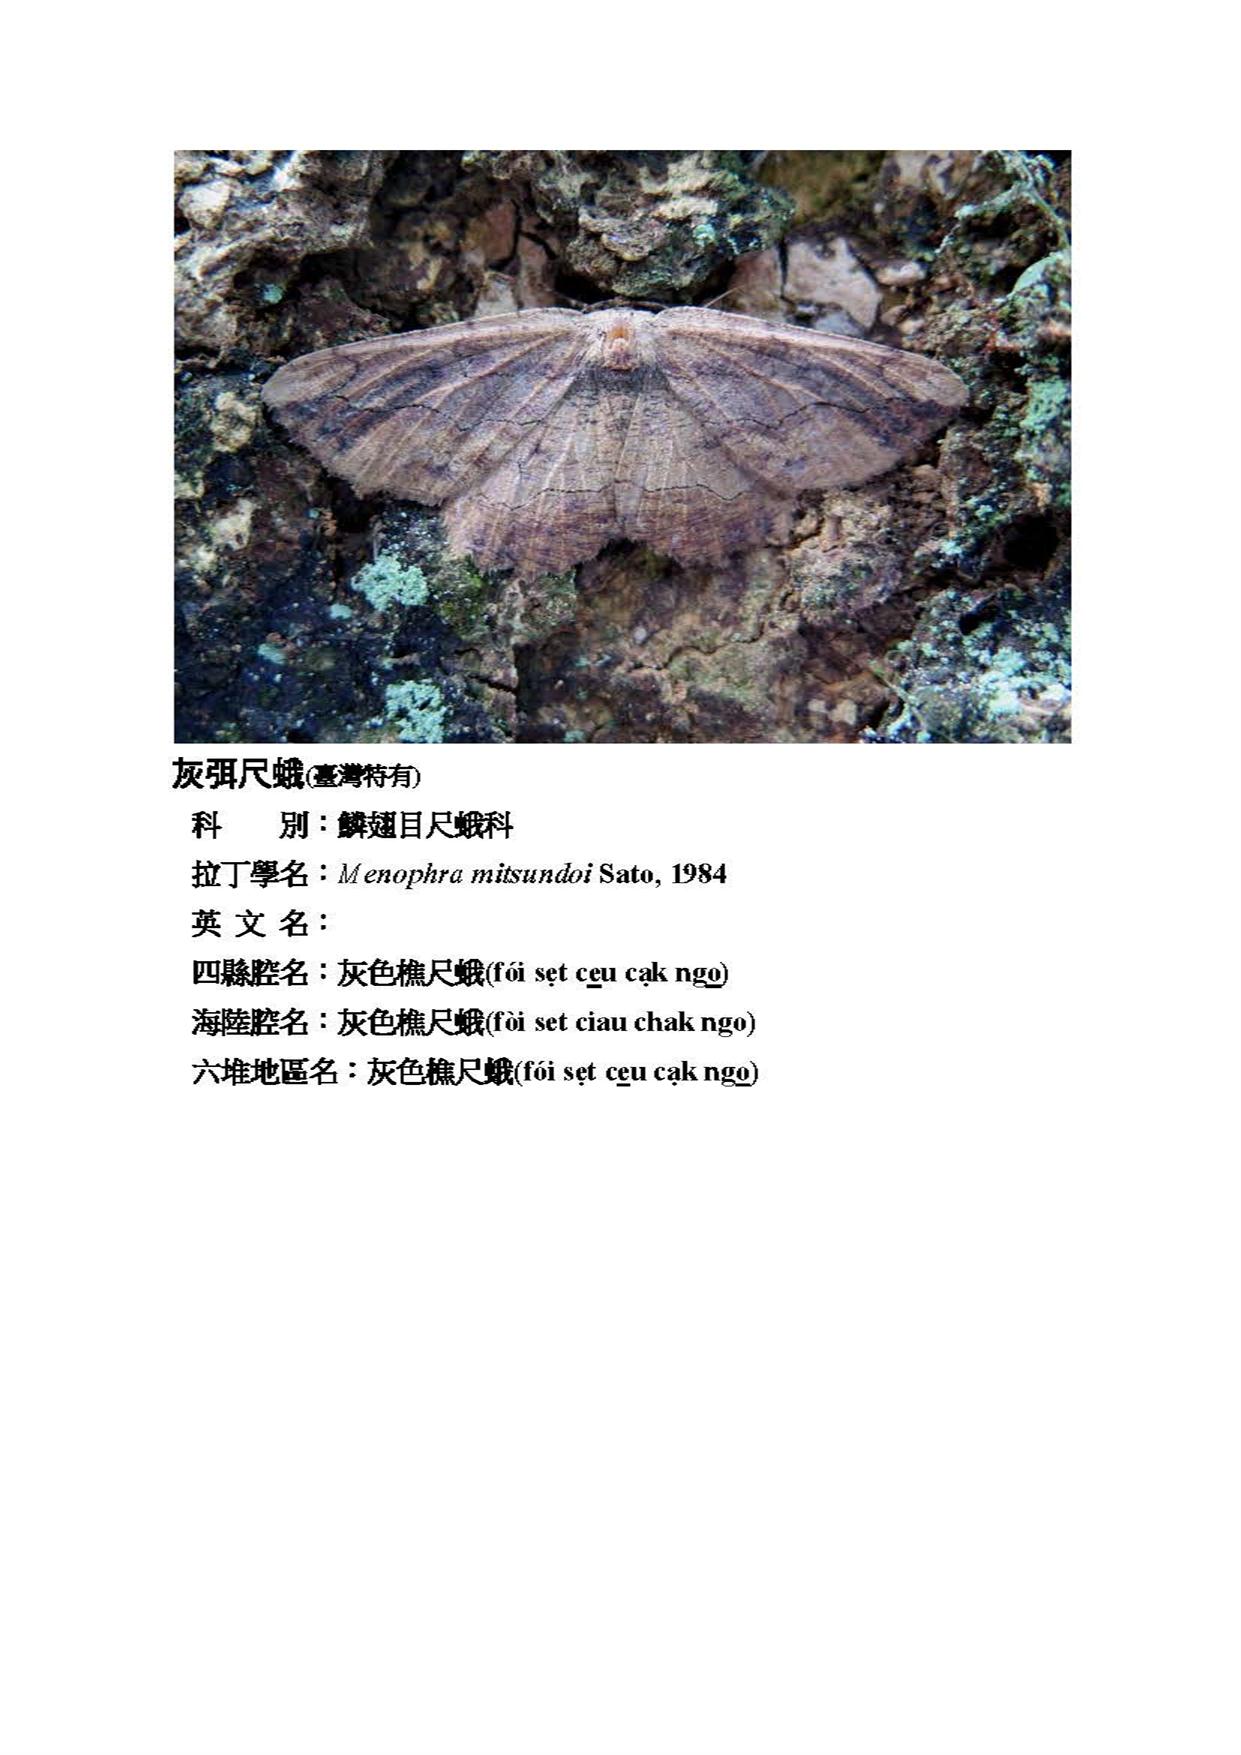 灰弭尺蛾(臺灣特有)
科　　別：鱗翅目尺蛾科
拉丁學名：Menophra mitsundoi Sato, 1984
英 文 名：
四縣腔名：灰色樵尺蛾(fói sẹt ce̲u cạk ngo̲)
海陸腔名：灰色樵尺蛾(fòi set ciau chak ngo)
六堆地區名：灰色樵尺蛾(fói sẹt ce̲u cạk ngo̲)